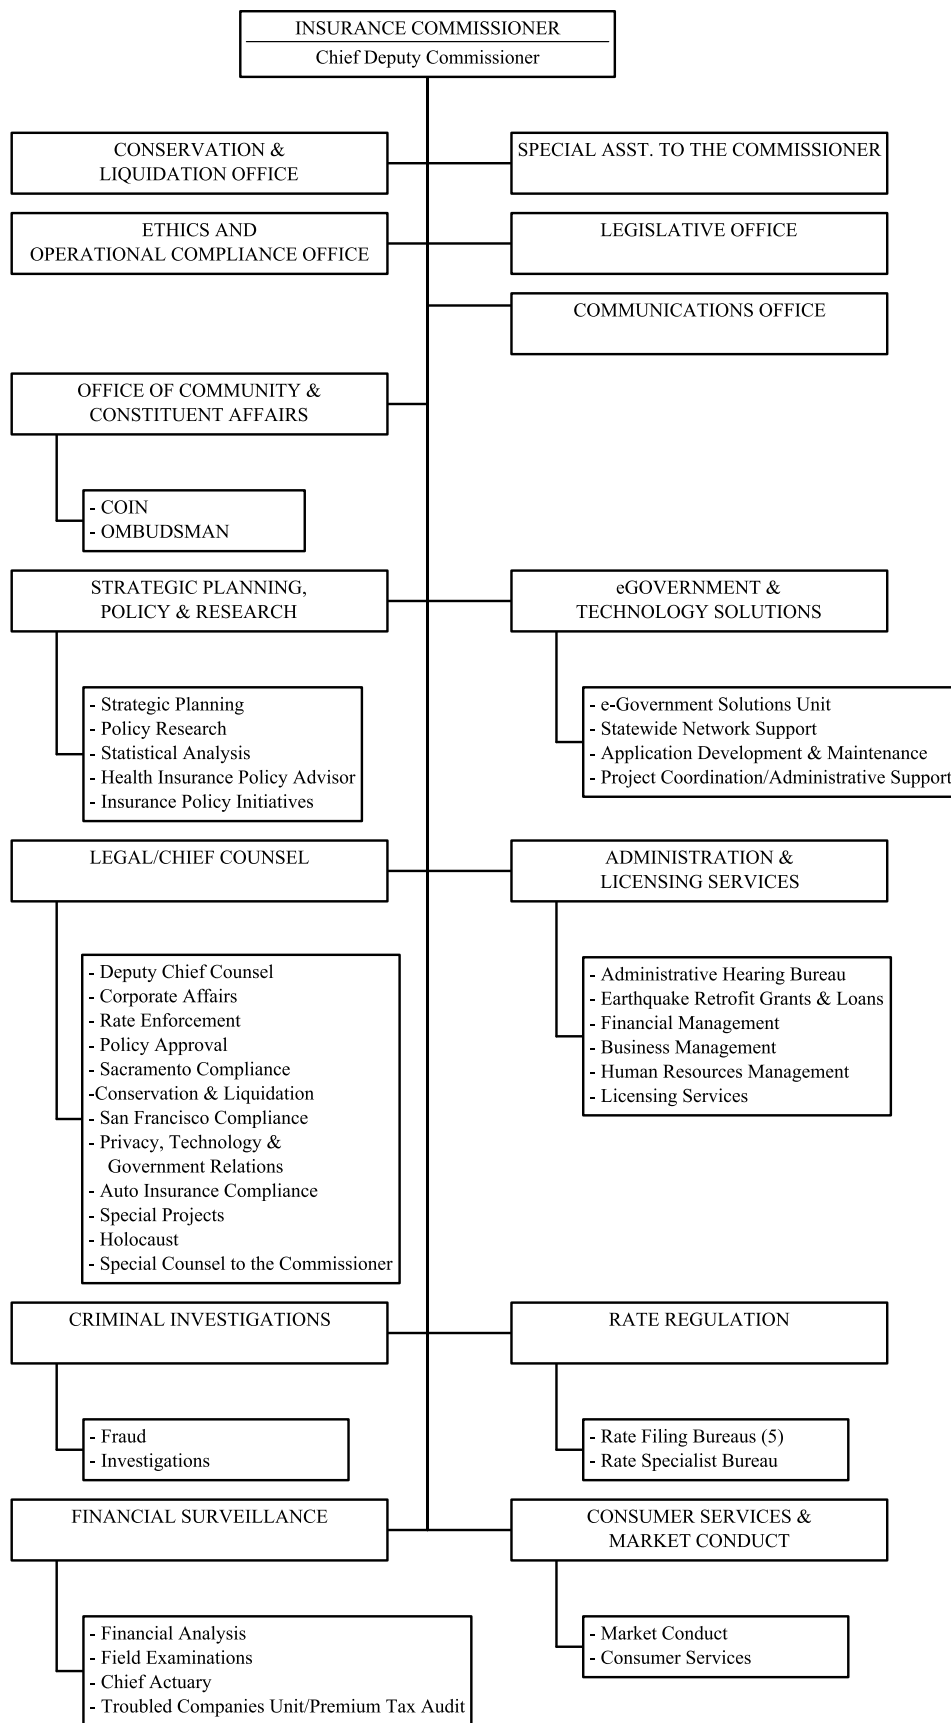 INSURANCE COMMISSIONER
Chief Deputy Commissioner
CONSERVATION &
LIQUIDATION OFFICE
SPECIAL ASST. TO THE COMMISSIONER
ETHICS AND
OPERATIONAL COMPLIANCE OFFICE
LEGISLATIVE OFFICE
COMMUNICATIONS OFFICE
OFFICE OF COMMUNITY &
CONSTITUENT AFFAIRS
- COIN
- OMBUDSMAN
STRATEGIC PLANNING,
POLICY & RESEARCH
eGOVERNMENT &
TECHNOLOGY SOLUTIONS
- Strategic Planning
- Policy Research
- Statistical Analysis
- Health Insurance Policy Advisor
- Insurance Policy Initiatives
- e-Government Solutions Unit
- Statewide Network Support
- Application Development & Maintenance
- Project Coordination/Administrative Support
LEGAL/CHIEF COUNSEL
ADMINISTRATION &
LICENSING SERVICES
- Deputy Chief Counsel
- Corporate Affairs
- Rate Enforcement
- Policy Approval
- Sacramento Compliance
-Conservation & Liquidation
- San Francisco Compliance
- Privacy, Technology &
Government Relations
- Auto Insurance Compliance
- Special Projects
- Holocaust
- Special Counsel to the Commissioner
- Administrative Hearing Bureau
- Earthquake Retrofit Grants & Loans
- Financial Management
- Business Management
- Human Resources Management
- Licensing Services
CRIMINAL INVESTIGATIONS
RATE REGULATION
- Fraud
- Investigations
- Rate Filing Bureaus (5)
- Rate Specialist Bureau
FINANCIAL SURVEILLANCE
CONSUMER SERVICES &
MARKET CONDUCT
- Financial Analysis
- Field Examinations
- Chief Actuary
- Troubled Companies Unit/Premium Tax Audit
- Market Conduct
- Consumer Services